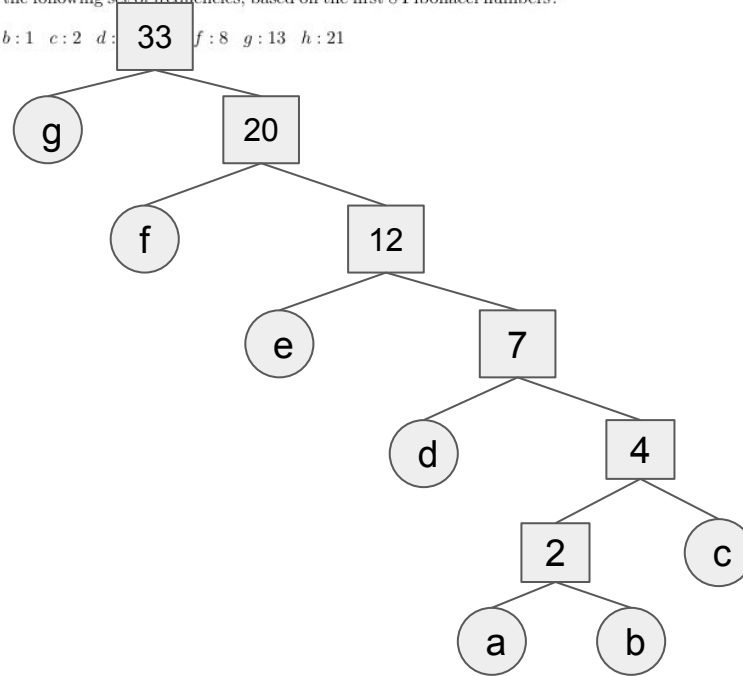 the following set of frequencies, based on the first 8 Fibonacci numbers?
b : 1 c : 2 d : f : 8 g : 13 h : 21
33
g
20
f
12
e
7
d
4
2
c
a
b